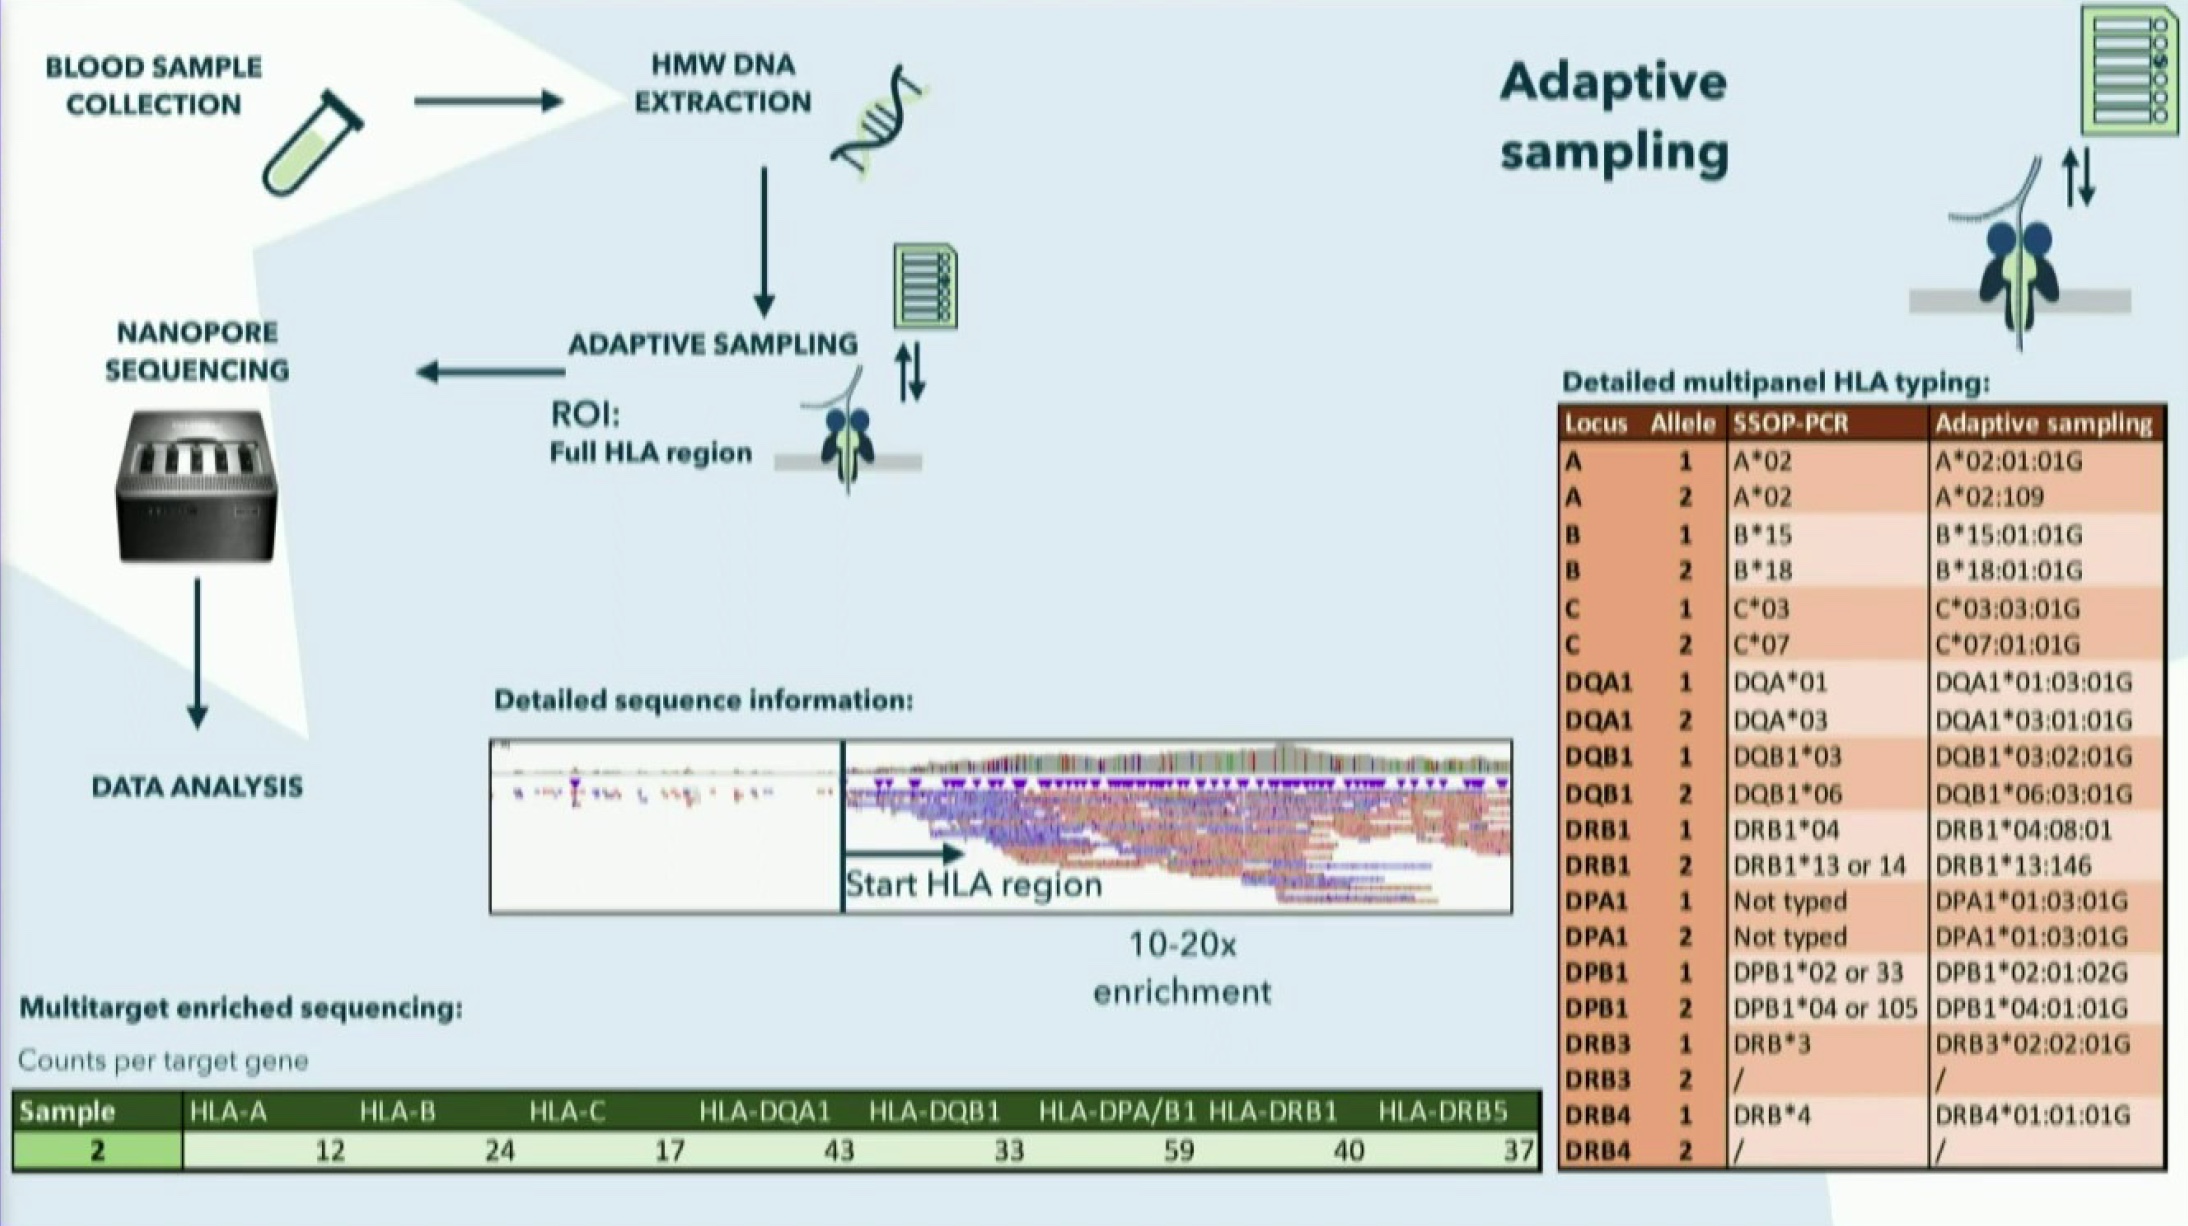 BLOOD SAMPLE
COLLECTION
HMW DNA
EXTRACTION
Adaptive
sampling
NANOPORE
SEQUENCING
ADAPTIVE SAMPLING
ROI:
Full HLA region
DATA ANALYSIS
Detailed sequence information:
Start HLA region
10-20x
enrichment
Multitarget enriched sequencing:
Counts per target gene
Sample HLA-A HLA-B HLA-C HLA-DQA1 HLA-DQB1 HLA-DPA/B1 HLA-DRB1 HLA-DRB5
2 12 24 17 43 33 59 40 37
Detailed multipanel HLA typing:
Locus Allele SSOP-PCR Adaptive sampling
A 1 A*02 A*02:01:01G
A 2 A*02 A*02:109
B 1 B*15 B*15:01:01G
B 2 B*18 B*18:01:01G
C 1 C*03 C*03:03:01G
C 2 C*07 C*07:01:01G
DQA1 1 DQA*01 DQA1*01:03:01G
DQA1 2 DQA*03 DQA1*03:01:01G
DQB1 1 DQB1*03 DQB1*03:02:01G
DQB1 2 DQB1*06 DQB1*06:03:01G
DRB1 1 DRB1*04 DRB1*04:08:01
DRB1 2 DRB1*13 or 14 DRB1*13:146
DPA1 1 Not typed DPA1*01:03:01G
DPA1 2 Not typed DPA1*01:03:01G
DPB1 1 DPB1*02 or 33 DPB1*02:01:02G
DPB1 2 DPB1*04 or 105 DPB1*04:01:01G
DRB3 1 DRB*3 DRB3*02:02:01G
DRB3 2 / /
DRB4 1 DRB*4 DRB4*01:01:01G
DRB4 2 / /